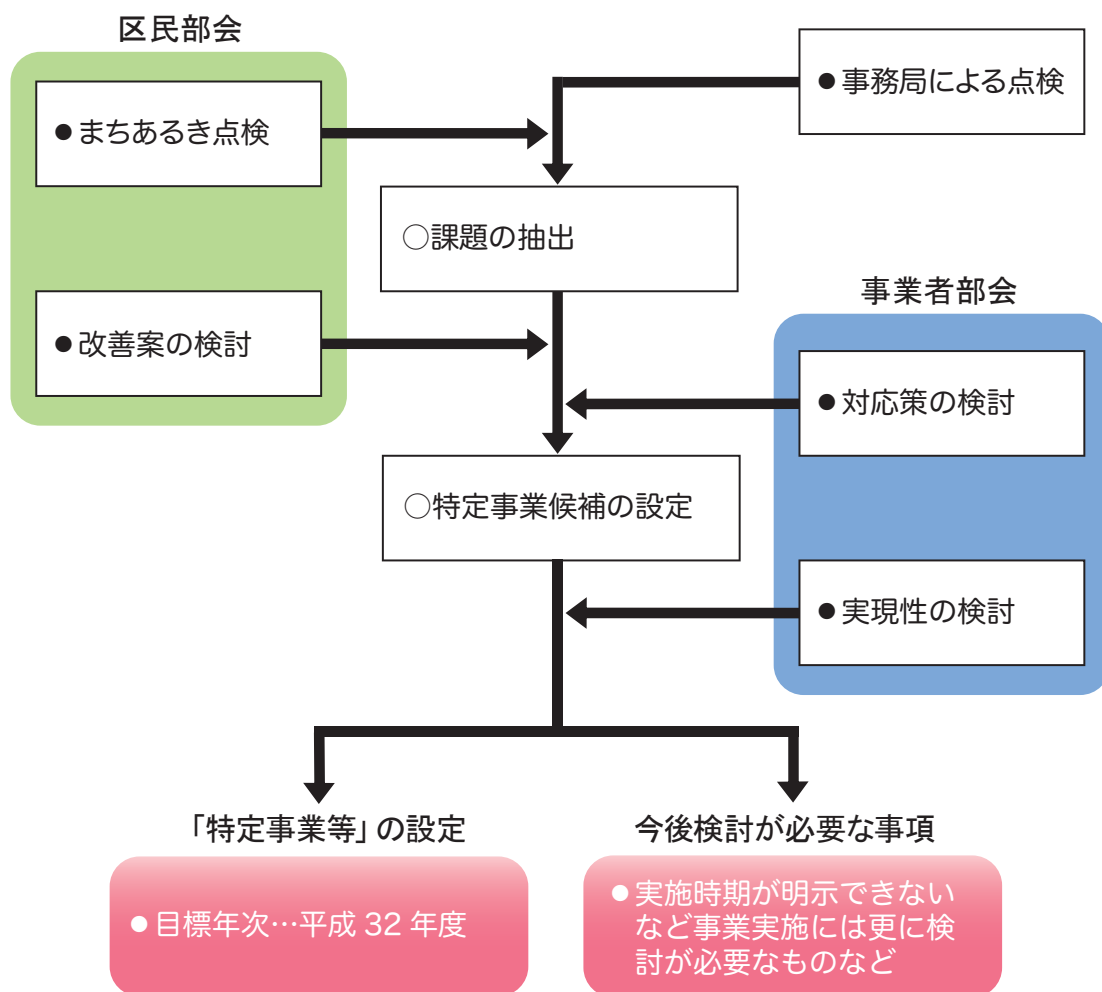 区民部会
●事務局による点検
●まちあるき点検
○課題の抽出
事業者部会
●改善案の検討
●対応策の検討
○特定事業候補の設定
●実現性の検討
「特定事業等」の設定
今後検討が必要な事項
●目標年次…平成 32 年度
●実施時期が明示できない
など事業実施には更に検
討が必要なものなど